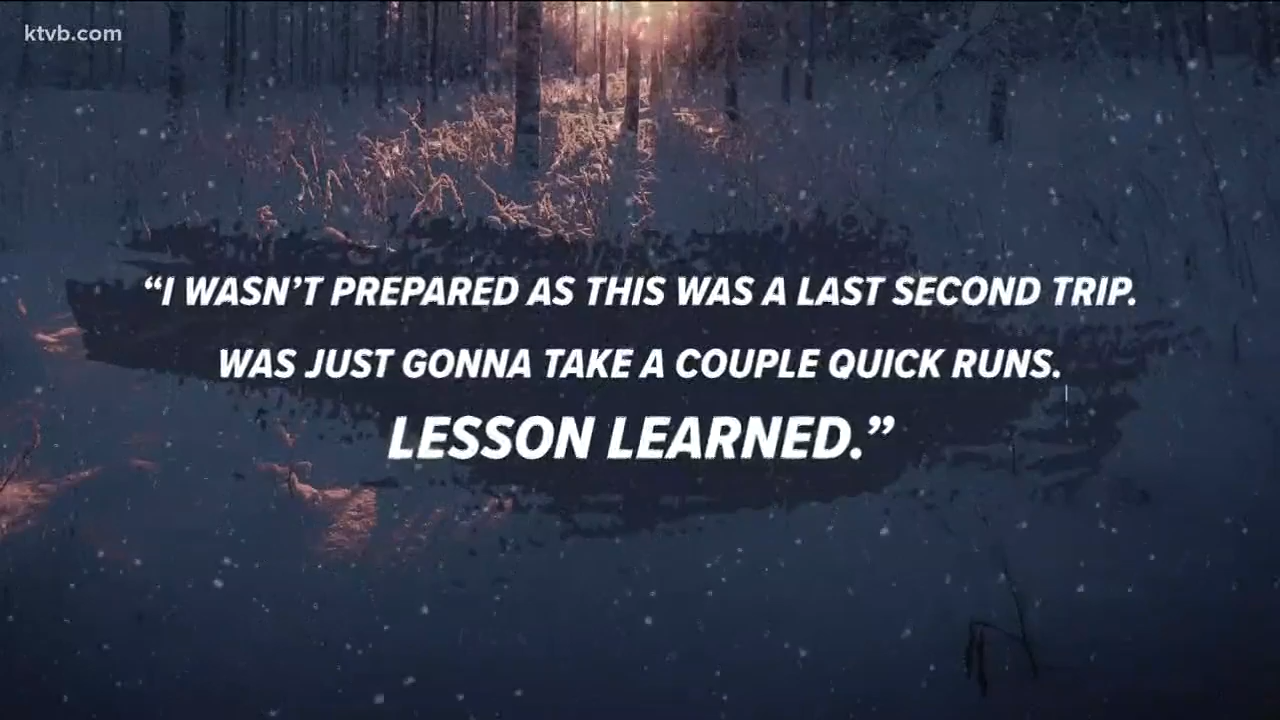 ktvb.com
“I WASN’T PREPARED AS THIS WAS A LAST SECOND TRIP.
WAS JUST GONNA TAKE A COUPLE QUICK RUNS.
LESSON LEARNED.”